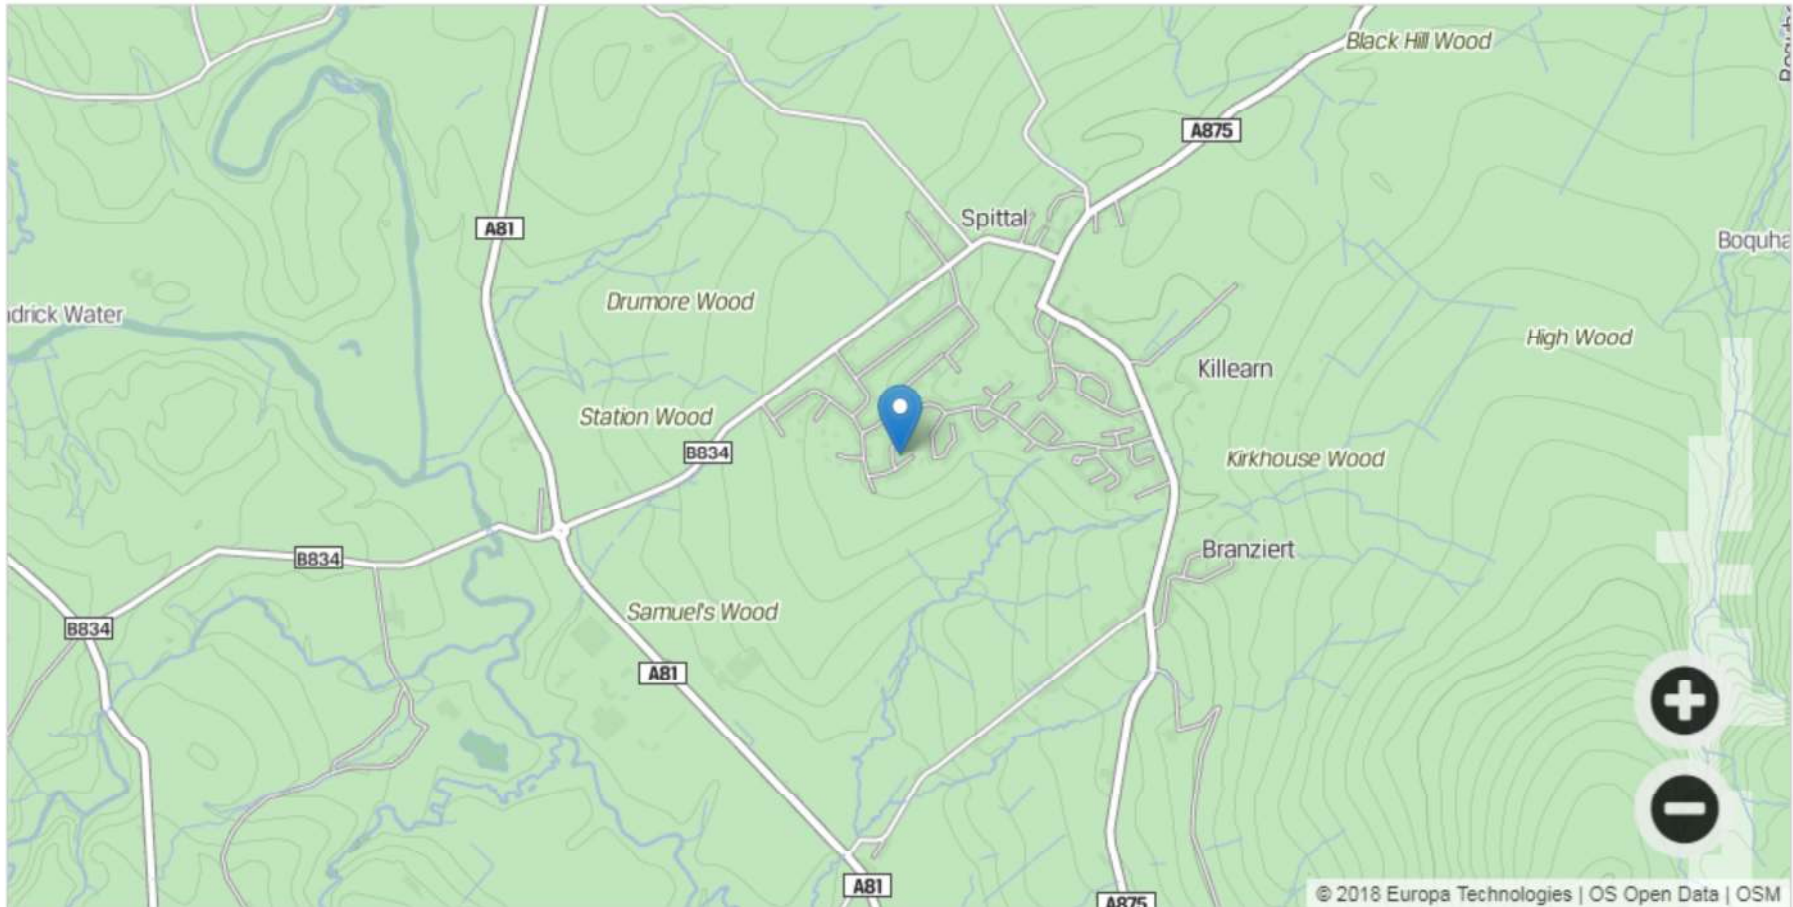 Black Hill Wood
A875
Spittal
A81
Boquha
Drumore Wood
drick Water
High Wood
Killearn
Station Wood
B834
Kirkhouse Wood
Branziert
B834
Samuel's Wood
B834
A81
A81
A875
© 2018 Europa Technologies | OS Open Data | OSM